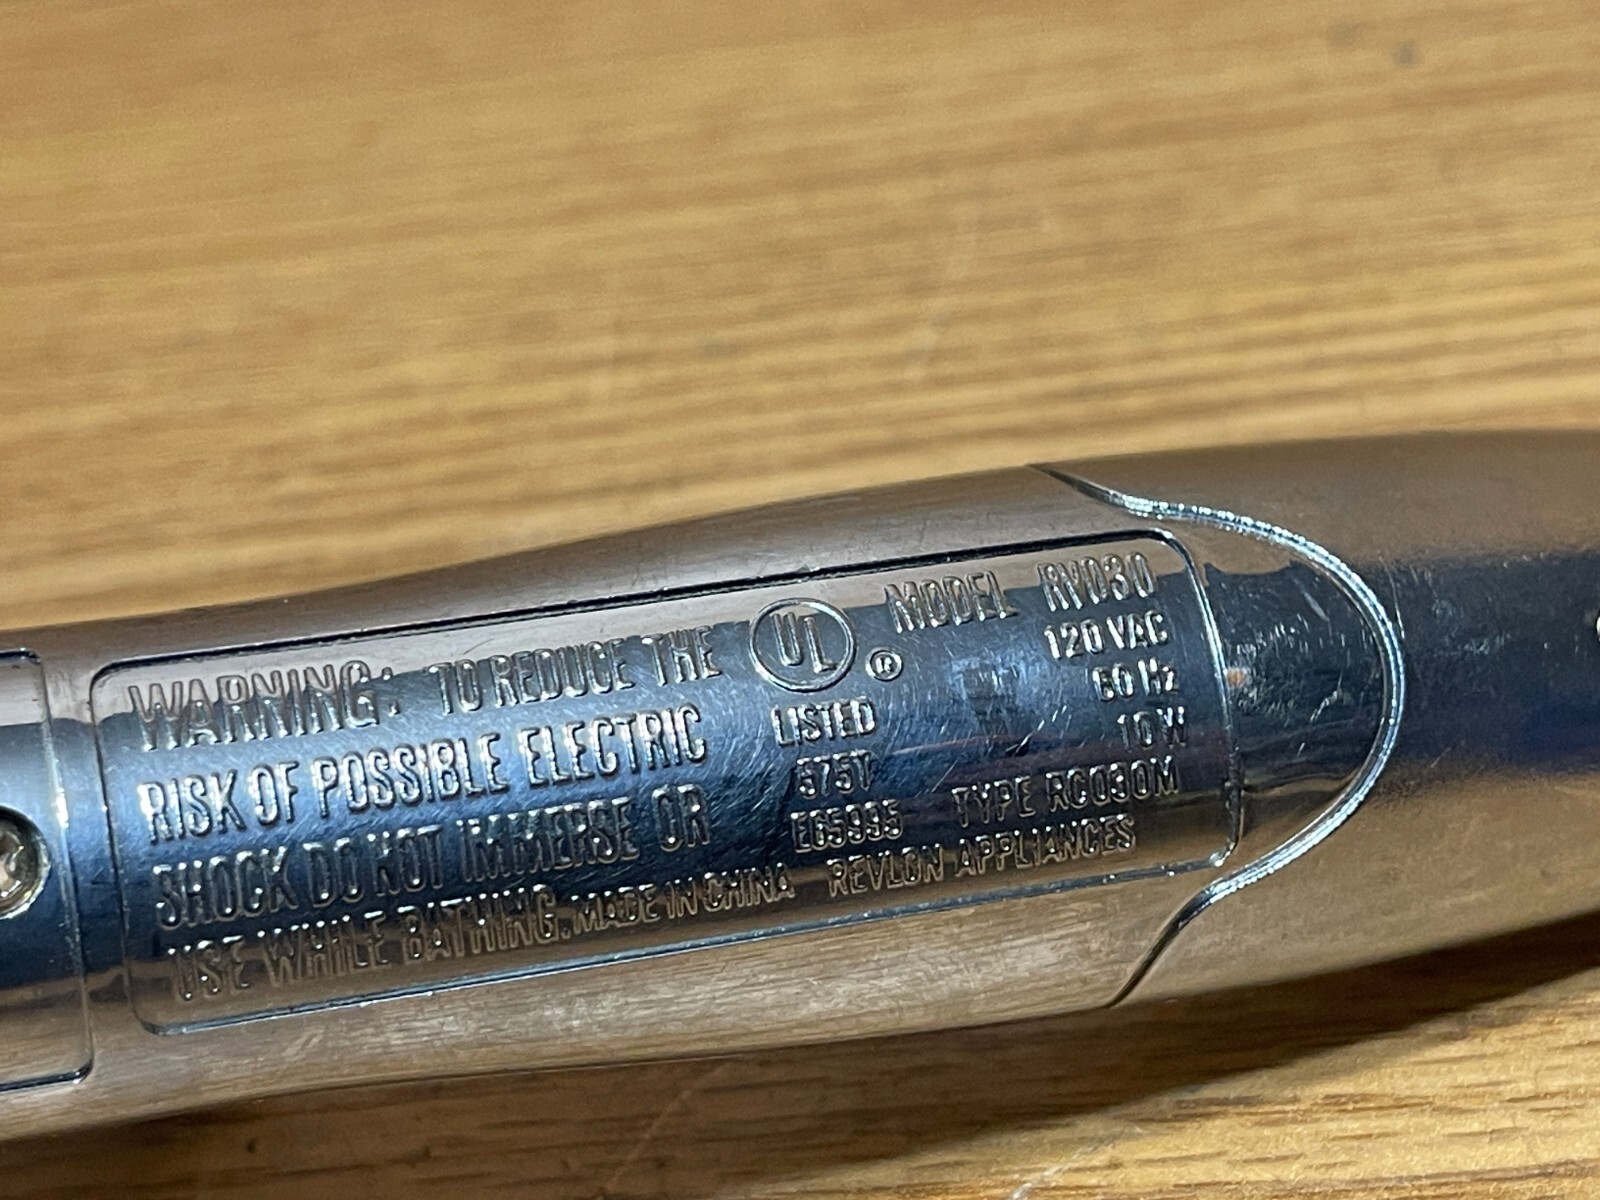 WARNING: TO REDUCE THE
RISK OF POSSIBLE ELECTRIC
SHOCK DO NOT IMMERSE OR
USE WHILE BATHING. MADE IN CHINA
UL ®
LISTED
575T
E65995
MODEL RV030
120 VAC
60 Hz
10 W
TYPE RC030M
REVLON APPLIANCES